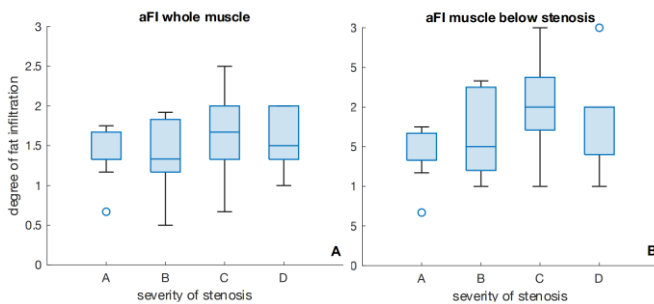 aFI whole muscle
degree of fat infiltration
3
2.5
2
1.5
1
0.5
0
A
B
C
D
severity of stenosis
A
aFI muscle below stenosis
3
5
2
5
1
5
0
A
B
C
D
severity of stenosis
B